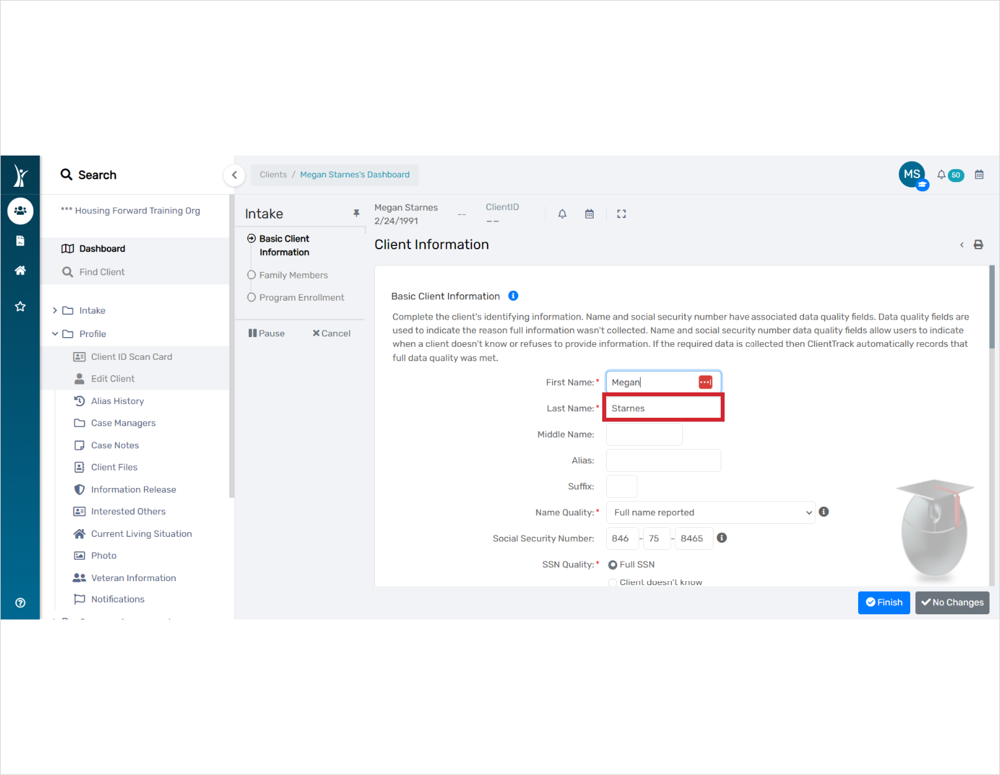 Search
*** Housing Forward Training Org
Dashboard
Find Client
Intake
Profile
Client ID Scan Card
Edit Client
Alias History
Case Managers
Case Notes
Client Files
Information Release
Interested Others
Current Living Situation
Photo
Veteran Information
Notifications
Clients / Megan Starnes's Dashboard
MS
50
Intake
Basic Client
Information
Family Members
Program Enrollment
Pause
Cancel
Megan Starnes
2/24/1991
--
ClientID
--
Client Information
Basic Client Information
Complete the client's identifying information. Name and social security number have associated data quality fields. Data quality fields are
used to indicate the reason full information wasn't collected. Name and social security number data quality fields allow users to indicate
when a client doesn't know or refuses to provide information. If the required data is collected then ClientTrack automatically records that
full data quality was met.
First Name:* Megan
Last Name:* Starnes
Middle Name:
Alias:
Suffix:
Name Quality:* Full name reported
Social Security Number: 846 - 75 - 8465
SSN Quality:* Full SSN
Client doesn't know
Finish
No Changes